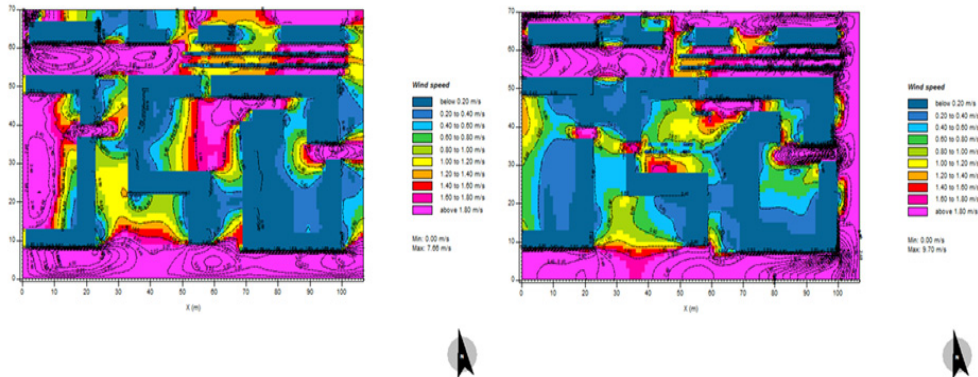 70
60
50
40
30
20
10
0
0 10 20 30 40 50 60 70 80 90 100
X (m)
Wind speed
below 0.20 m/s
0.20 to 0.40 m/s
0.40 to 0.60 m/s
0.60 to 0.80 m/s
0.80 to 1.00 m/s
1.00 to 1.20 m/s
1.20 to 1.40 m/s
1.40 to 1.60 m/s
1.60 to 1.80 m/s
above 1.80 m/s
Min: 0.00 m/s
Max: 7.66 m/s
N
70
60
50
40
30
20
10
0
0 10 20 30 40 50 60 70 80 90 100
X (m)
Wind speed
below 0.20 m/s
0.20 to 0.40 m/s
0.40 to 0.60 m/s
0.60 to 0.80 m/s
0.80 to 1.00 m/s
1.00 to 1.20 m/s
1.20 to 1.40 m/s
1.40 to 1.60 m/s
1.60 to 1.80 m/s
above 1.80 m/s
Min: 0.00 m/s
Max: 9.70 m/s
N